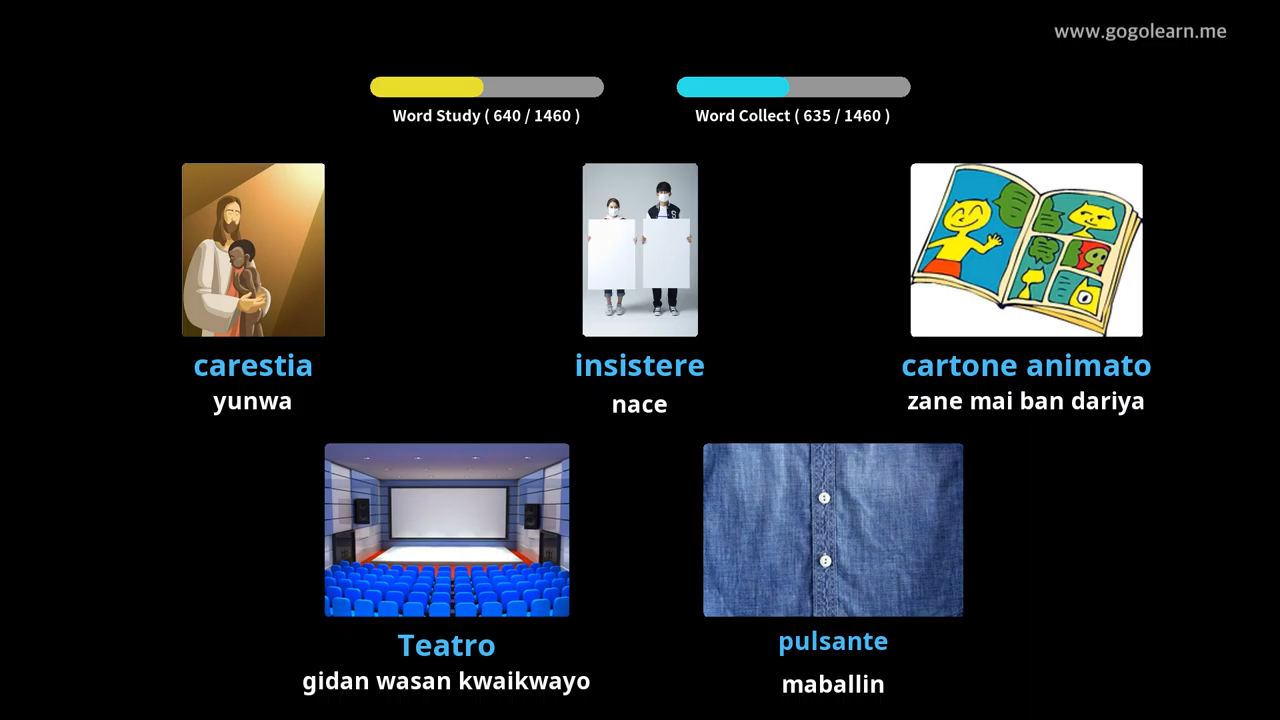 www.gogolearn.me
Word Study ( 640 / 1460 )
Word Collect ( 635 / 1460 )
carestia
yunwa
insistere
nace
cartone animato
zane mai ban dariya
Teatro
gidan wasan kwaikwayo
pulsante
maballin